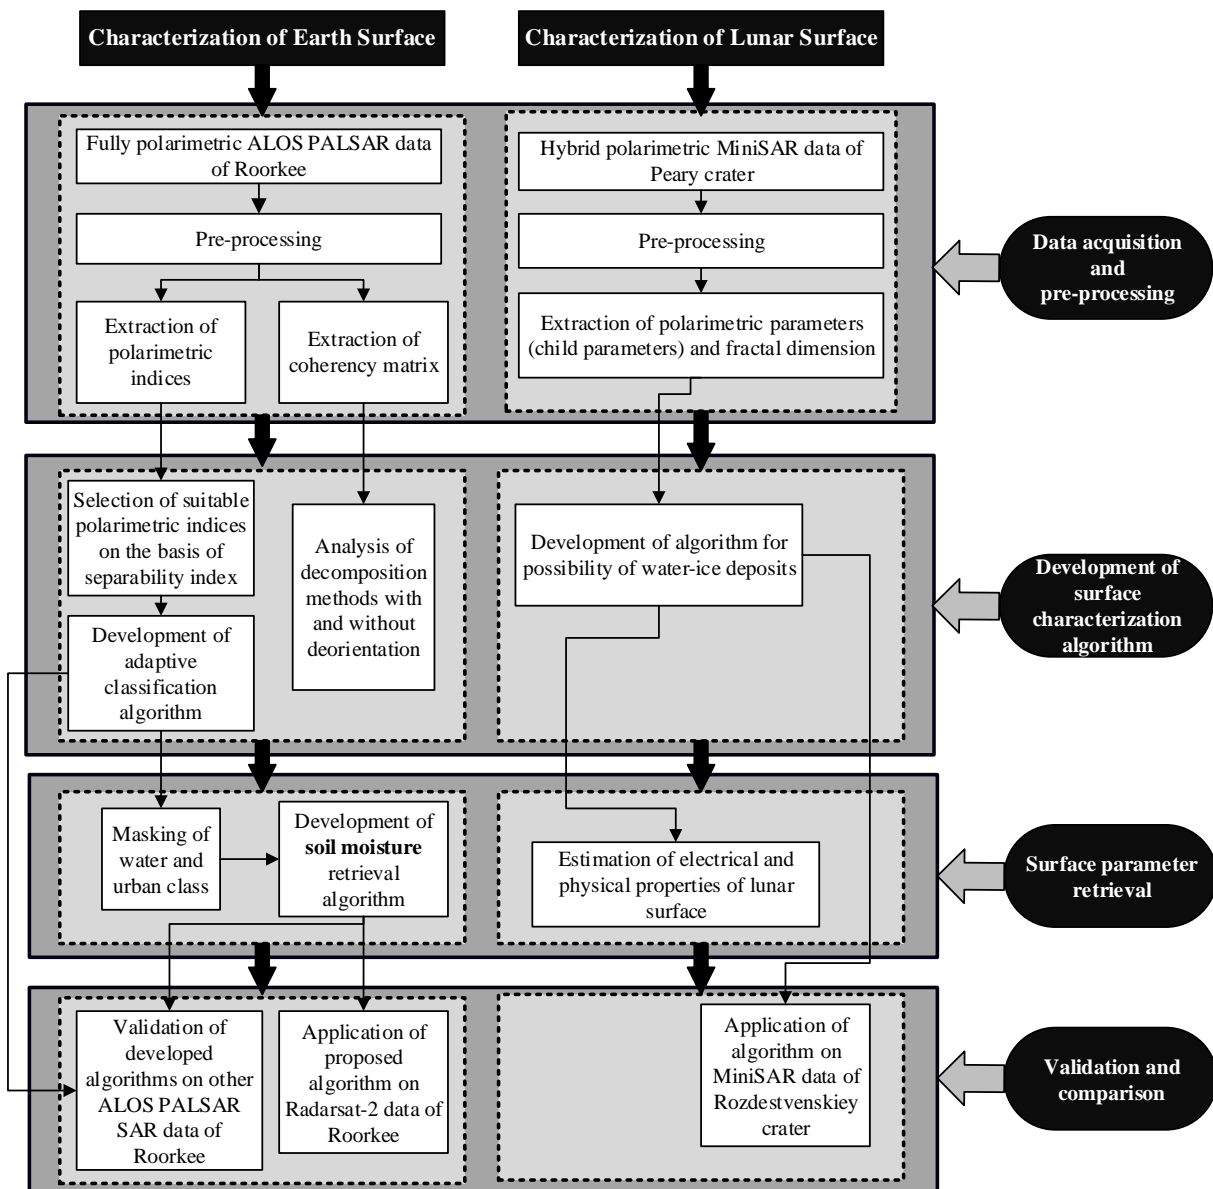 Characterization of Earth Surface
Characterization of Lunar Surface
Fully polarimetric ALOS PALSAR data
of Roorkee
Pre-processing
Extraction of
polarimetric
indices
Extraction of
coherency matrix
Hybrid polarimetric MiniSAR data of
Peary crater
Pre-processing
Extraction of polarimetric parameters
(child parameters) and fractal dimension
Data acquisition
and
pre-processing
Selection of suitable
polarimetric indices
on the basis of
separability index
Development of
adaptive
classification
algorithm
Analysis of
decomposition
methods with
and without
deorientation
Development of algorithm for
possibility of water-ice deposits
Development of
surface
characterization
algorithm
Masking of
water and
urban class
Development of
soil moisture
retrieval
algorithm
Estimation of electrical and
physical properties of lunar
surface
Surface parameter
retrieval
Validation of
developed
algorithms on other
ALOS PALSAR
SAR data of
Roorkee
Application of
proposed
algorithm on
Radarsat-2 data of
Roorkee
Application of
algorithm on
MiniSAR data of
Rozdestvenskiey
crater
Validation and
comparison